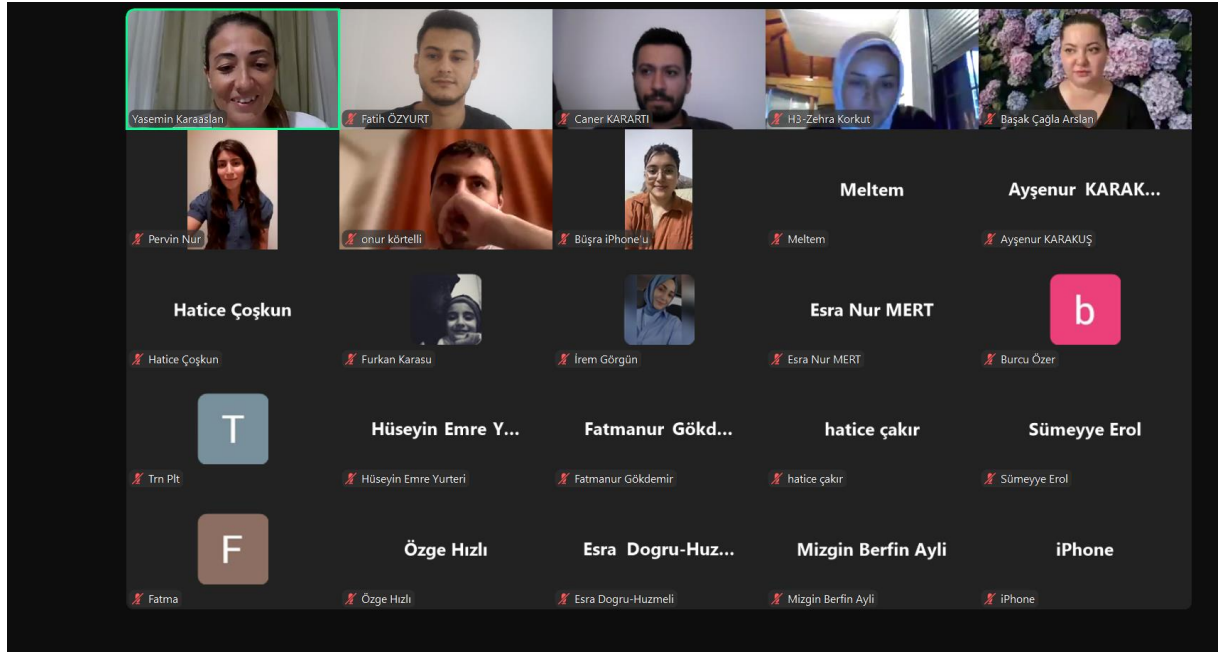 Yasemin Karaaslan
Fatih ÖZYURT
Caner KARARTI
H3-Zehra Korkut
Başak Çağla Arslan
Pervin Nur
onur körtelli
Büşra iPhone'u
Meltem
Meltem
Ayşenur KARAK...
Ayşenur KARAKUŞ
Hatice Çoşkun
Hatice Çoşkun
Furkan Karasu
İrem Görgün
Esra Nur MERT
Esra Nur MERT
b
Burcu Özer
T
Trn Plt
Hüseyin Emre Y...
Hüseyin Emre Yurteri
Fatmanur Gökd...
Fatmanur Gökdemir
hatice çakır
hatice çakır
Sümeyye Erol
Sümeyye Erol
F
Fatma
Özge Hızlı
Özge Hızlı
Esra Dogru-Huz...
Esra Dogru-Huzmeli
Mizgin Berfin Ayli
Mizgin Berfin Ayli
iPhone
iPhone